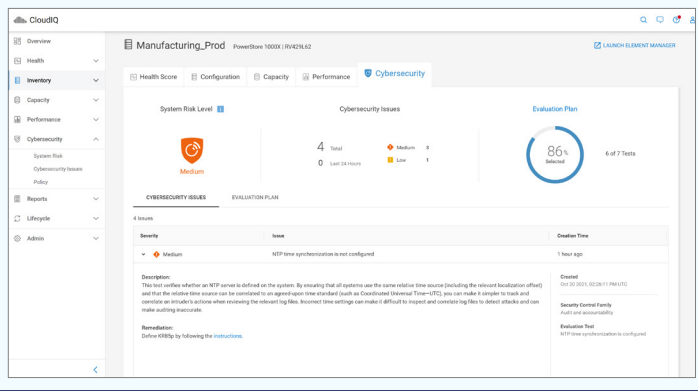 CloudIQ
Overview
Health
Inventory
Capacity
Performance
Cybersecurity
System Risk
Cybersecurity Issues
Policy
Reports
Lifecycle
Admin
Manufacturing_Prod PowerStore 1000X | RV429L62
LAUNCH ELEMENT MANAGER
Health Score Configuration Capacity Performance Cybersecurity
System Risk Level
Medium
Cybersecurity Issues
4 Total
0 Last 24 Hours
Medium 3
Low 1
Evaluation Plan
86%
Selected
6 of 7 Tests
CYBERSECURITY ISSUES EVALUATION PLAN
4 Issues
Severity Issue Creation Time
Medium NTP time synchronization is not configured 1 hour ago
Description:
This test verifies whether an NTP server is defined on the system. By ensuring that all systems use the same relative time source (including the relevant localization offset)
and that the relative time source can be correlated to an agreed-upon time standard (such as Coordinated Universal Time—UTC), you can make it simpler to track and
correlate an intruder's actions when reviewing the relevant log files. Incorrect time settings can make it difficult to inspect and correlate log files to detect attacks and can
make auditing inaccurate.
Remediation:
Define KRB5p by following the instructions.
Created
Oct 20 2021, 02:28:11 PM UTC
Security Control Family
Audit and accountability
Evaluation Test
NTP time synchronization is configured